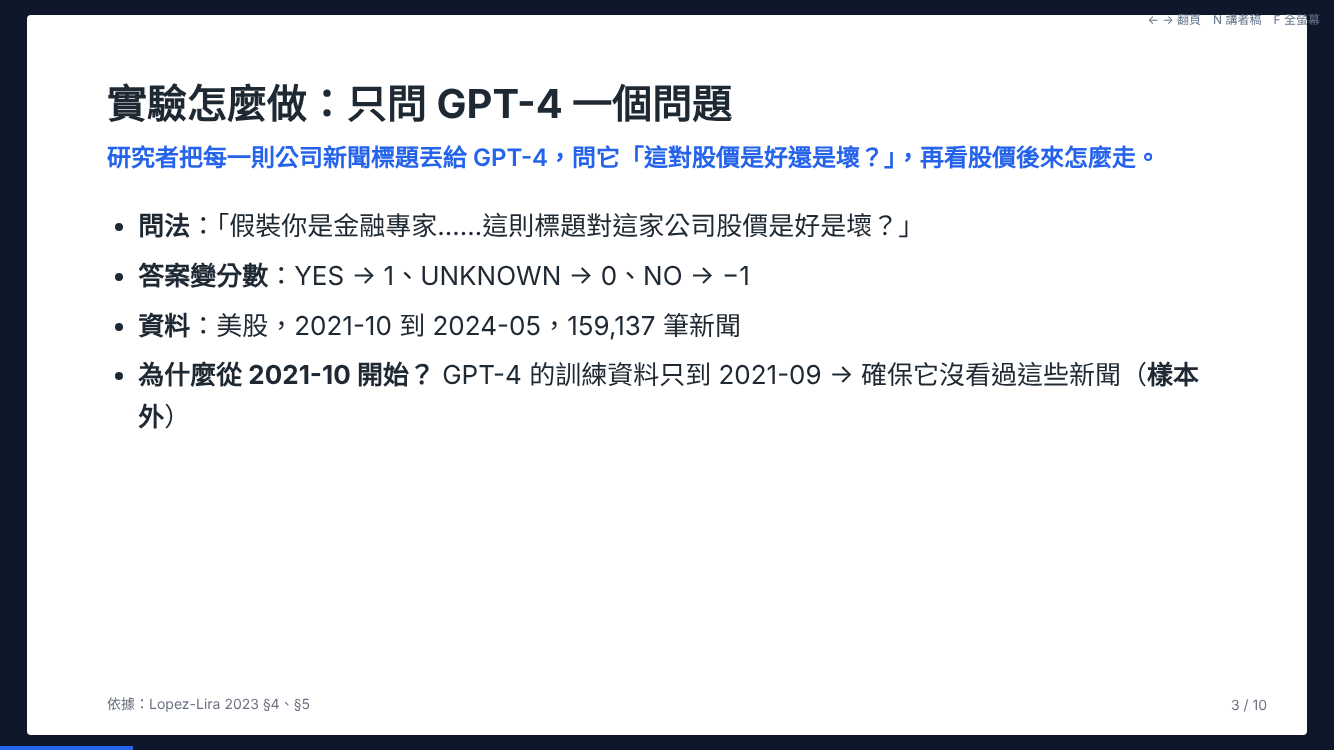 ← → 翻頁 N 講者稿 F 全螢幕
實驗怎麼做：只問 GPT-4 一個問題
研究者把每一則公司新聞標題丟給 GPT-4，問它「這對股價是好還是壞？」，再看股價後來怎麼走。
• 問法：「假裝你是金融專家……這則標題對這家公司股價是好是壞？」
• 答案變分數：YES → 1、UNKNOWN → 0、NO → −1
• 資料：美股，2021-10 到 2024-05，159,137 筆新聞
• 為什麼從 2021-10 開始？ GPT-4 的訓練資料只到 2021-09 → 確保它沒看過這些新聞（樣本
外）
依據：Lopez-Lira 2023 §4、§5
3 / 10